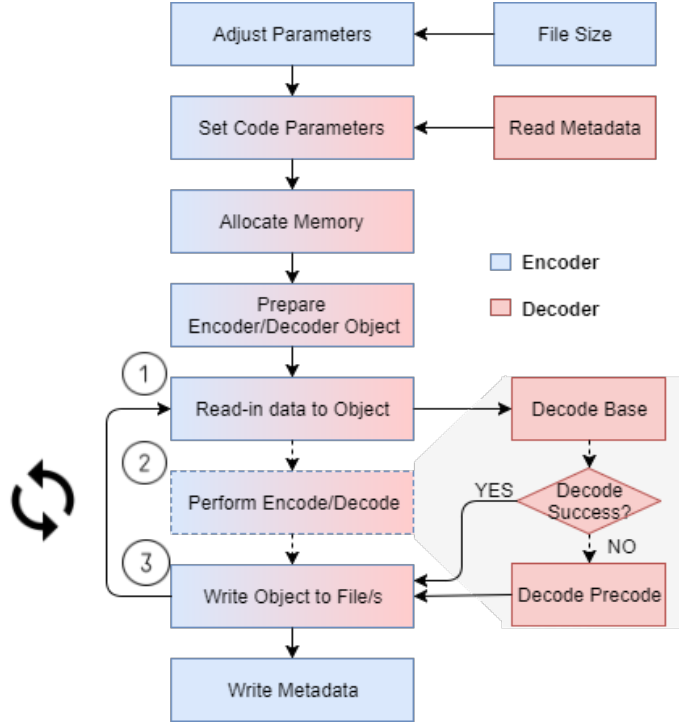 Adjust Parameters
File Size
Set Code Parameters
Read Metadata
Allocate Memory
Encoder
Prepare
Encoder/Decoder Object
Decoder
1
Read-in data to Object
Decode Base
2
Perform Encode/Decode
YES
Decode
Success?
NO
3
Write Object to File/s
Decode Precode
Write Metadata